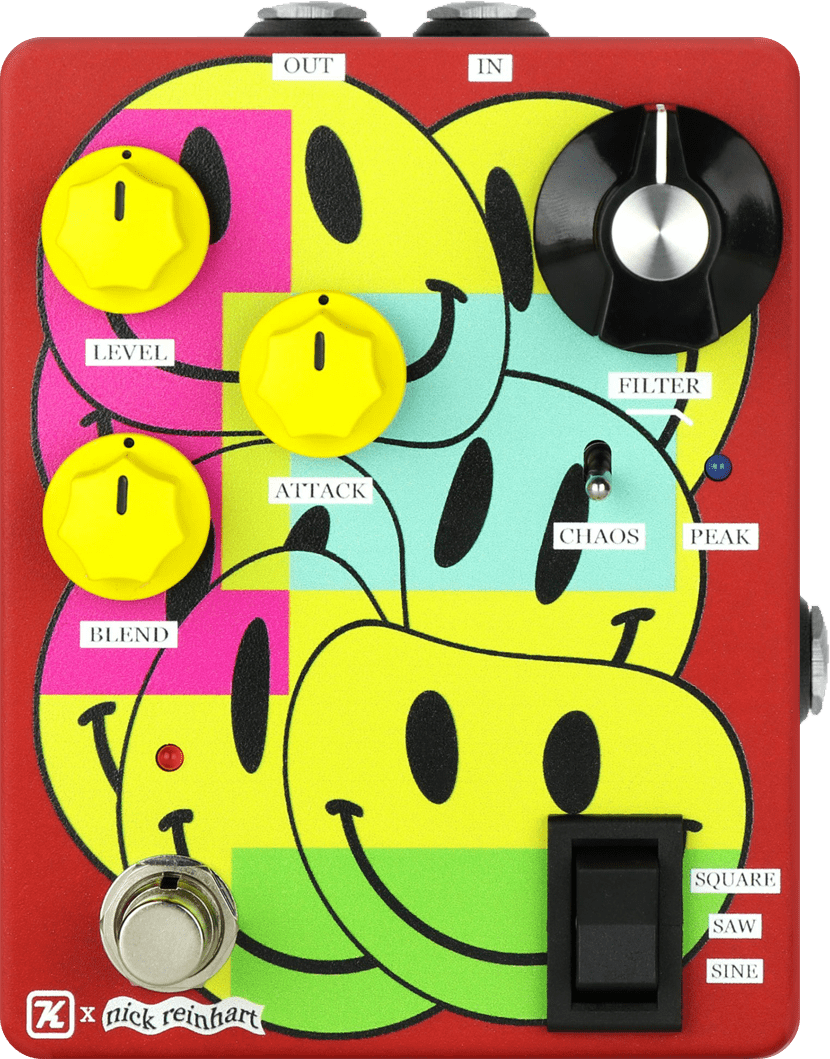 OUT
IN
LEVEL
FILTER
ATTACK
CHAOS
PEAK
BLEND
SQUARE
SAW
SINE
K x nick reinhart